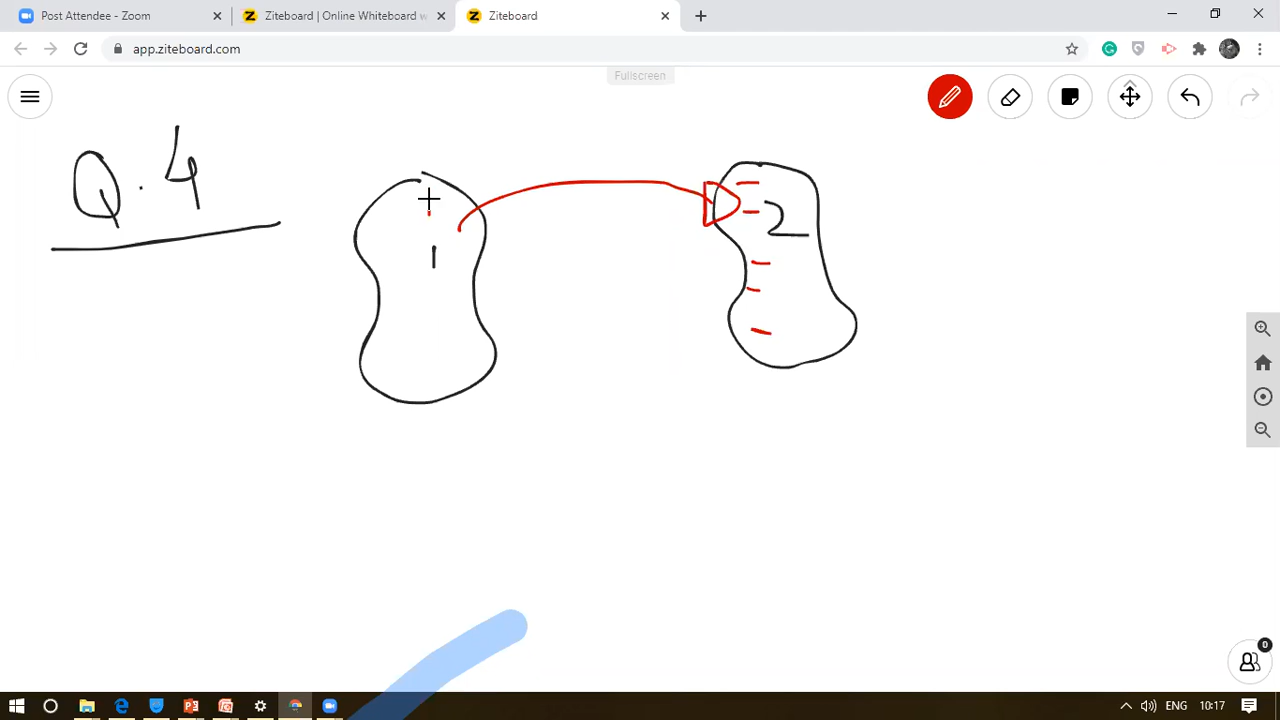 Post Attendee - Zoom
Ziteboard | Online Whiteboard w
Ziteboard
app.ziteboard.com
Fullscreen
Q. 4
1
2
0
ENG
10:17